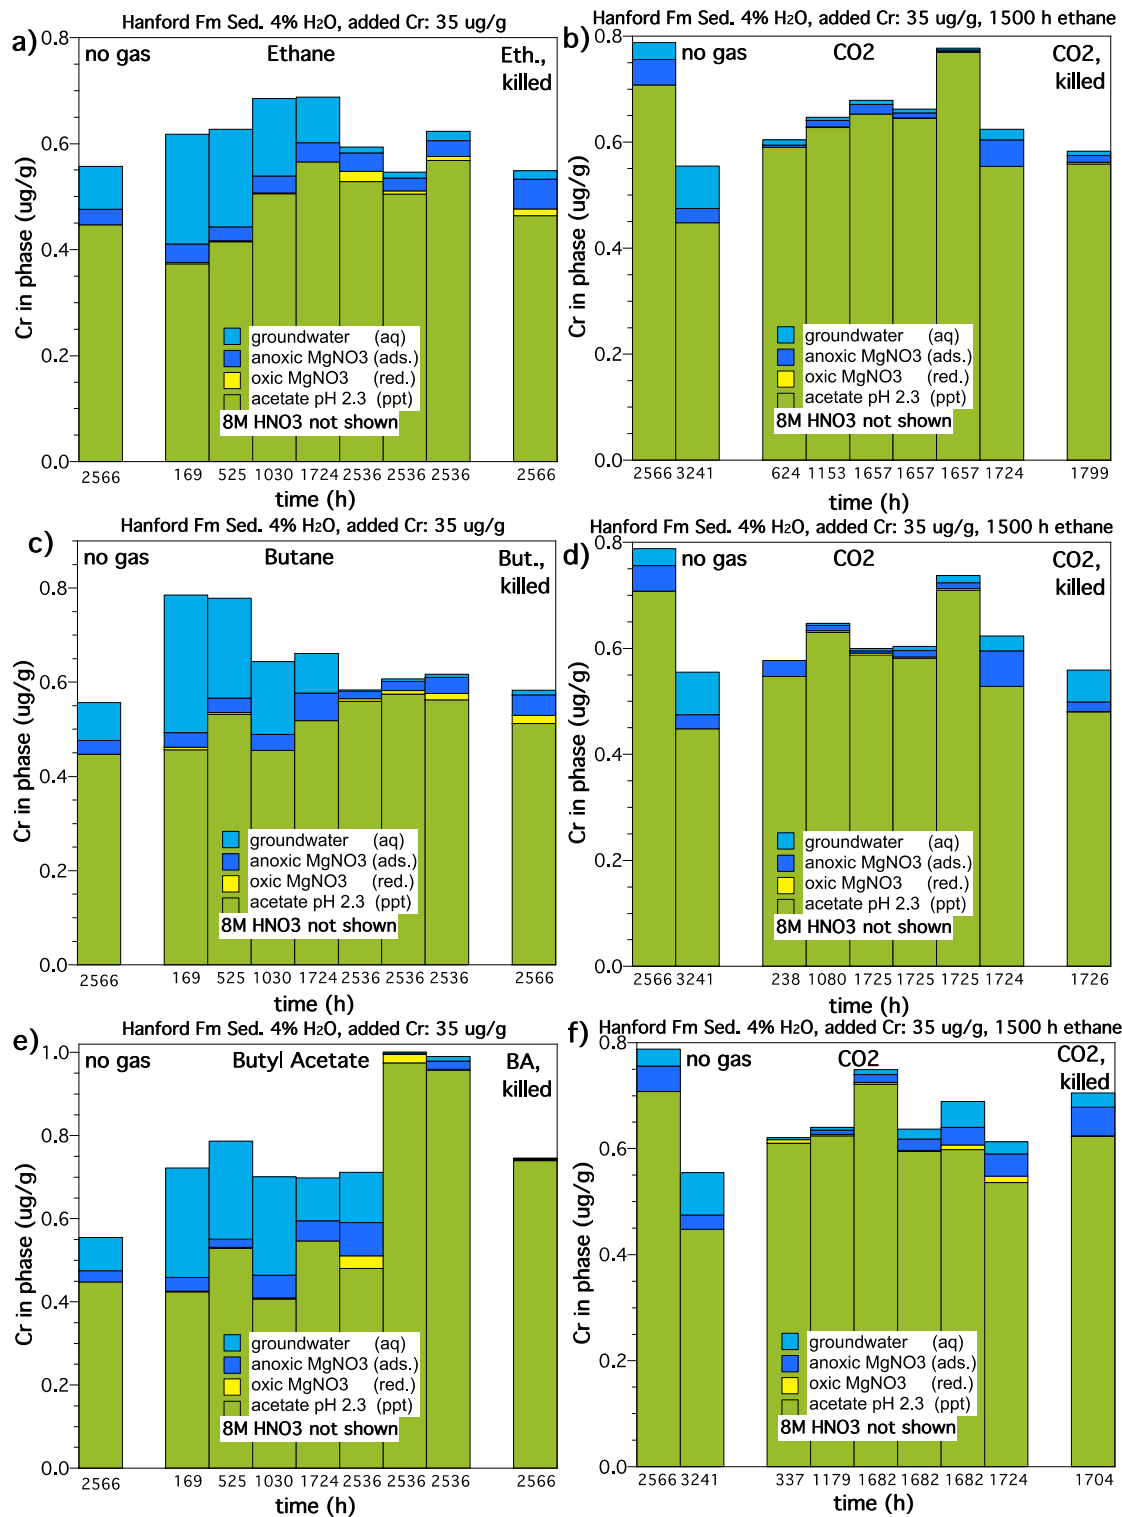 Hanford Fm Sed. 4% H2O, added Cr: 35 ug/g
a)
0.8
no gas
Ethane
Eth.,
killed
0.6
0.4
0.2
0.0
Cr in phase (ug/g)
groundwater (aq)
anoxic MgNO3 (ads.)
oxic MgNO3 (red.)
acetate pH 2.3 (ppt)
8M HNO3 not shown
2566 169 525 1030 1724 2536 2536 2536 2566
time (h)
Hanford Fm Sed. 4% H2O, added Cr: 35 ug/g, 1500 h ethane
b)
0.8
no gas
CO2
CO2,
killed
0.6
0.4
0.2
0.0
Cr in phase (ug/g)
groundwater (aq)
anoxic MgNO3 (ads.)
oxic MgNO3 (red.)
acetate pH 2.3 (ppt)
8M HNO3 not shown
2566 3241 624 1153 1657 1657 1657 1724 1799
time (h)
Hanford Fm Sed. 4% H2O, added Cr: 35 ug/g
c)
no gas
Butane
But.,
killed
0.8
0.6
0.4
0.2
0.0
Cr in phase (ug/g)
groundwater (aq)
anoxic MgNO3 (ads.)
oxic MgNO3 (red.)
acetate pH 2.3 (ppt)
8M HNO3 not shown
2566 169 525 1030 1724 2536 2536 2536 2566
time (h)
Hanford Fm Sed. 4% H2O, added Cr: 35 ug/g, 1500 h ethane
d)
0.8
no gas
CO2
CO2,
killed
0.6
0.4
0.2
0.0
Cr in phase (ug/g)
groundwater (aq)
anoxic MgNO3 (ads.)
oxic MgNO3 (red.)
acetate pH 2.3 (ppt)
8M HNO3 not shown
2566 3241 238 1080 1725 1725 1725 1724 1726
time (h)
Hanford Fm Sed. 4% H2O, added Cr: 35 ug/g
e)
1.0
no gas
Butyl Acetate
BA,
killed
0.8
0.6
0.4
0.2
0.0
Cr in phase (ug/g)
groundwater (aq)
anoxic MgNO3 (ads.)
oxic MgNO3 (red.)
acetate pH 2.3 (ppt)
8M HNO3 not shown
2566 169 525 1030 1724 2536 2536 2536 2566
time (h)
Hanford Fm Sed. 4% H2O, added Cr: 35 ug/g, 1500 h ethane
f)
0.8
no gas
CO2
CO2,
killed
0.6
0.4
0.2
0.0
Cr in phase (ug/g)
groundwater (aq)
anoxic MgNO3 (ads.)
oxic MgNO3 (red.)
acetate pH 2.3 (ppt)
8M HNO3 not shown
2566 3241 337 1179 1682 1682 1682 1724 1704
time (h)